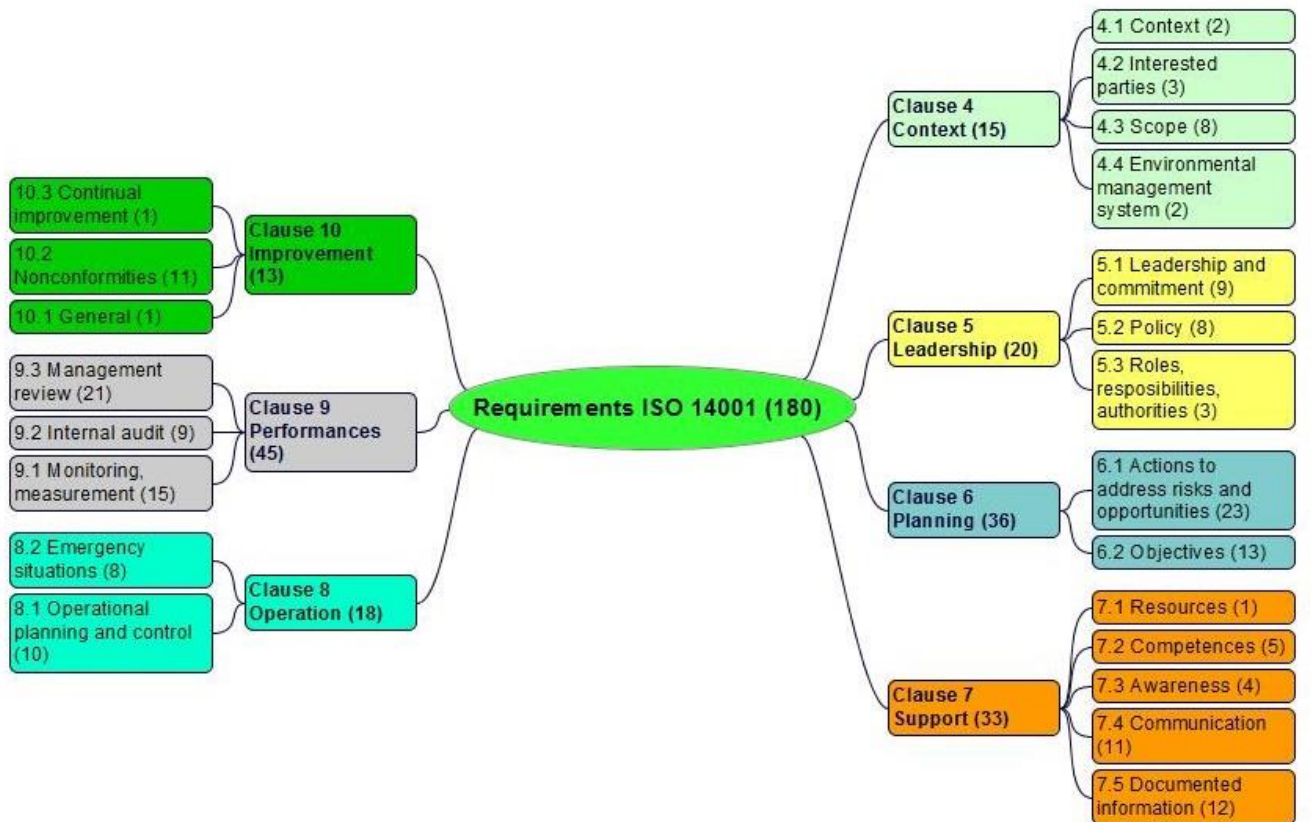 Requirements ISO 14001 (180)
Clause 4
Context (15)
4.1 Context (2)
4.2 Interested
parties (3)
4.3 Scope (8)
4.4 Environmental
management
system (2)
Clause 5
Leadership (20)
5.1 Leadership and
commitment (9)
5.2 Policy (8)
5.3 Roles,
resposibilities,
authorities (3)
Clause 6
Planning (36)
6.1 Actions to
address risks and
opportunities (23)
6.2 Objectives (13)
Clause 7
Support (33)
7.1 Resources (1)
7.2 Competences (5)
7.3 Awareness (4)
7.4 Communication
(11)
7.5 Documented
information (12)
Clause 8
Operation (18)
8.2 Emergency
situations (8)
8.1 Operational
planning and control
(10)
Clause 9
Performances
(45)
9.3 Management
review (21)
9.2 Internal audit (9)
9.1 Monitoring,
measurement (15)
Clause 10
Improvement
(13)
10.3 Continual
improvement (1)
10.2
Nonconformities (11)
10.1 General (1)